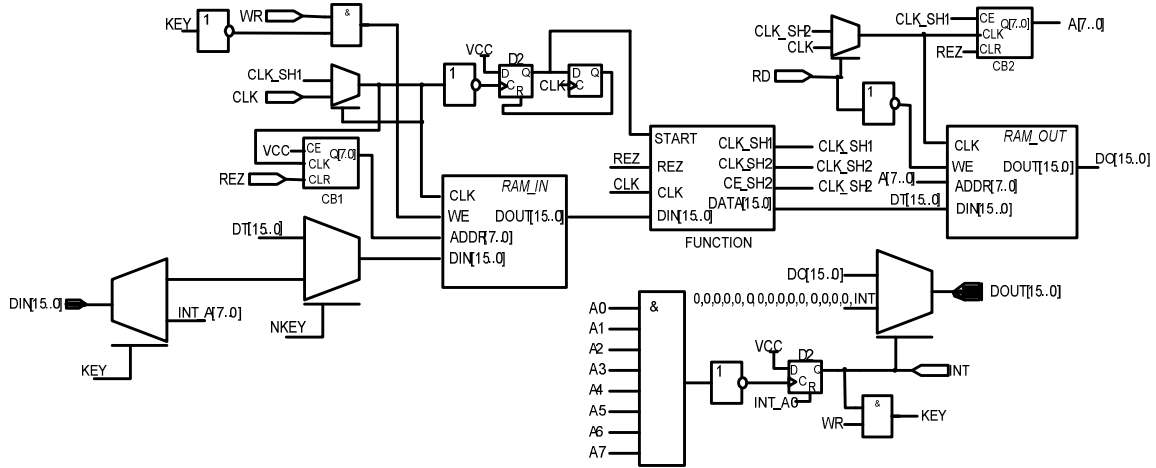 KEY
1
WR
&
CLK_SH1
CLK
VCC
CE
CLK
CLR
Q[7..0]
REZ
CB1
1
VCC
D2
D Q
C
R
CLK
D Q
C
START
REZ
CLK
DIN[15..0]
CLK_SH1
CLK_SH2
CE_SH2
DATA[15..0]
FUNCTION
REZ
CLK
CLK_SH1
CLK_SH2
CLK_SH2
CLK_SH2
CLK
RD
1
CLK_SH1
REZ
CE
CLK
CLR
Q[7..0]
CB2
A[7..0]
RAM_OUT
CLK
WE
ADDR[7..0]
DIN[15..0]
DOUT[15..0]
DO[15..0]
A[7..0]
DT[15..0]
RAM_IN
CLK
WE
ADDR[7..0]
DIN[15..0]
DOUT[15..0]
DT[15..0]
DIN[15..0]
INT_A[7..0]
KEY
NKEY
A0
A1
A2
A3
A4
A5
A6
A7
&
1
VCC
D2
D Q
C
R
INT_A0
DO[15..0]
0,0,0,0,0,0,0,0,0,0,0,0,0,0,0,INT
DOUT[15..0]
INT
WR
&
KEY